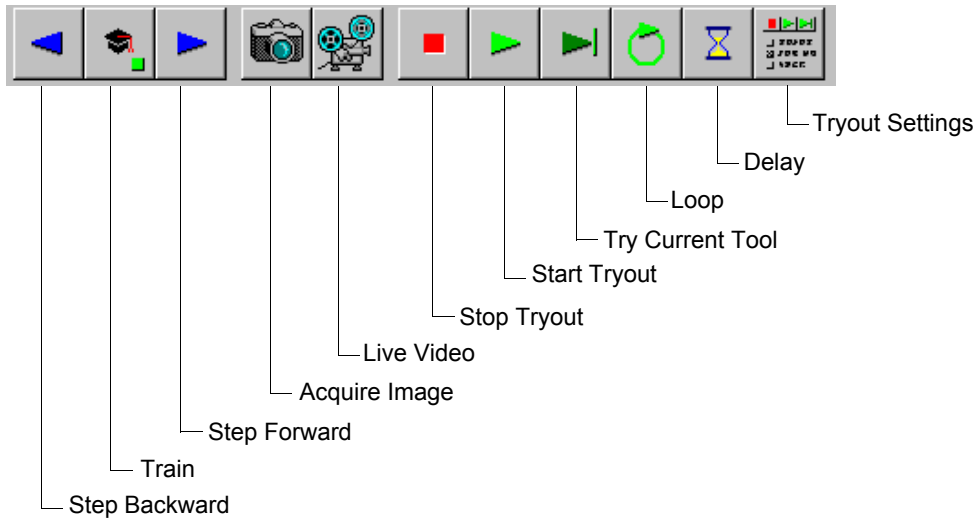 Tryout Settings
Delay
Loop
Try Current Tool
Start Tryout
Stop Tryout
Live Video
Acquire Image
Step Forward
Train
Step Backward